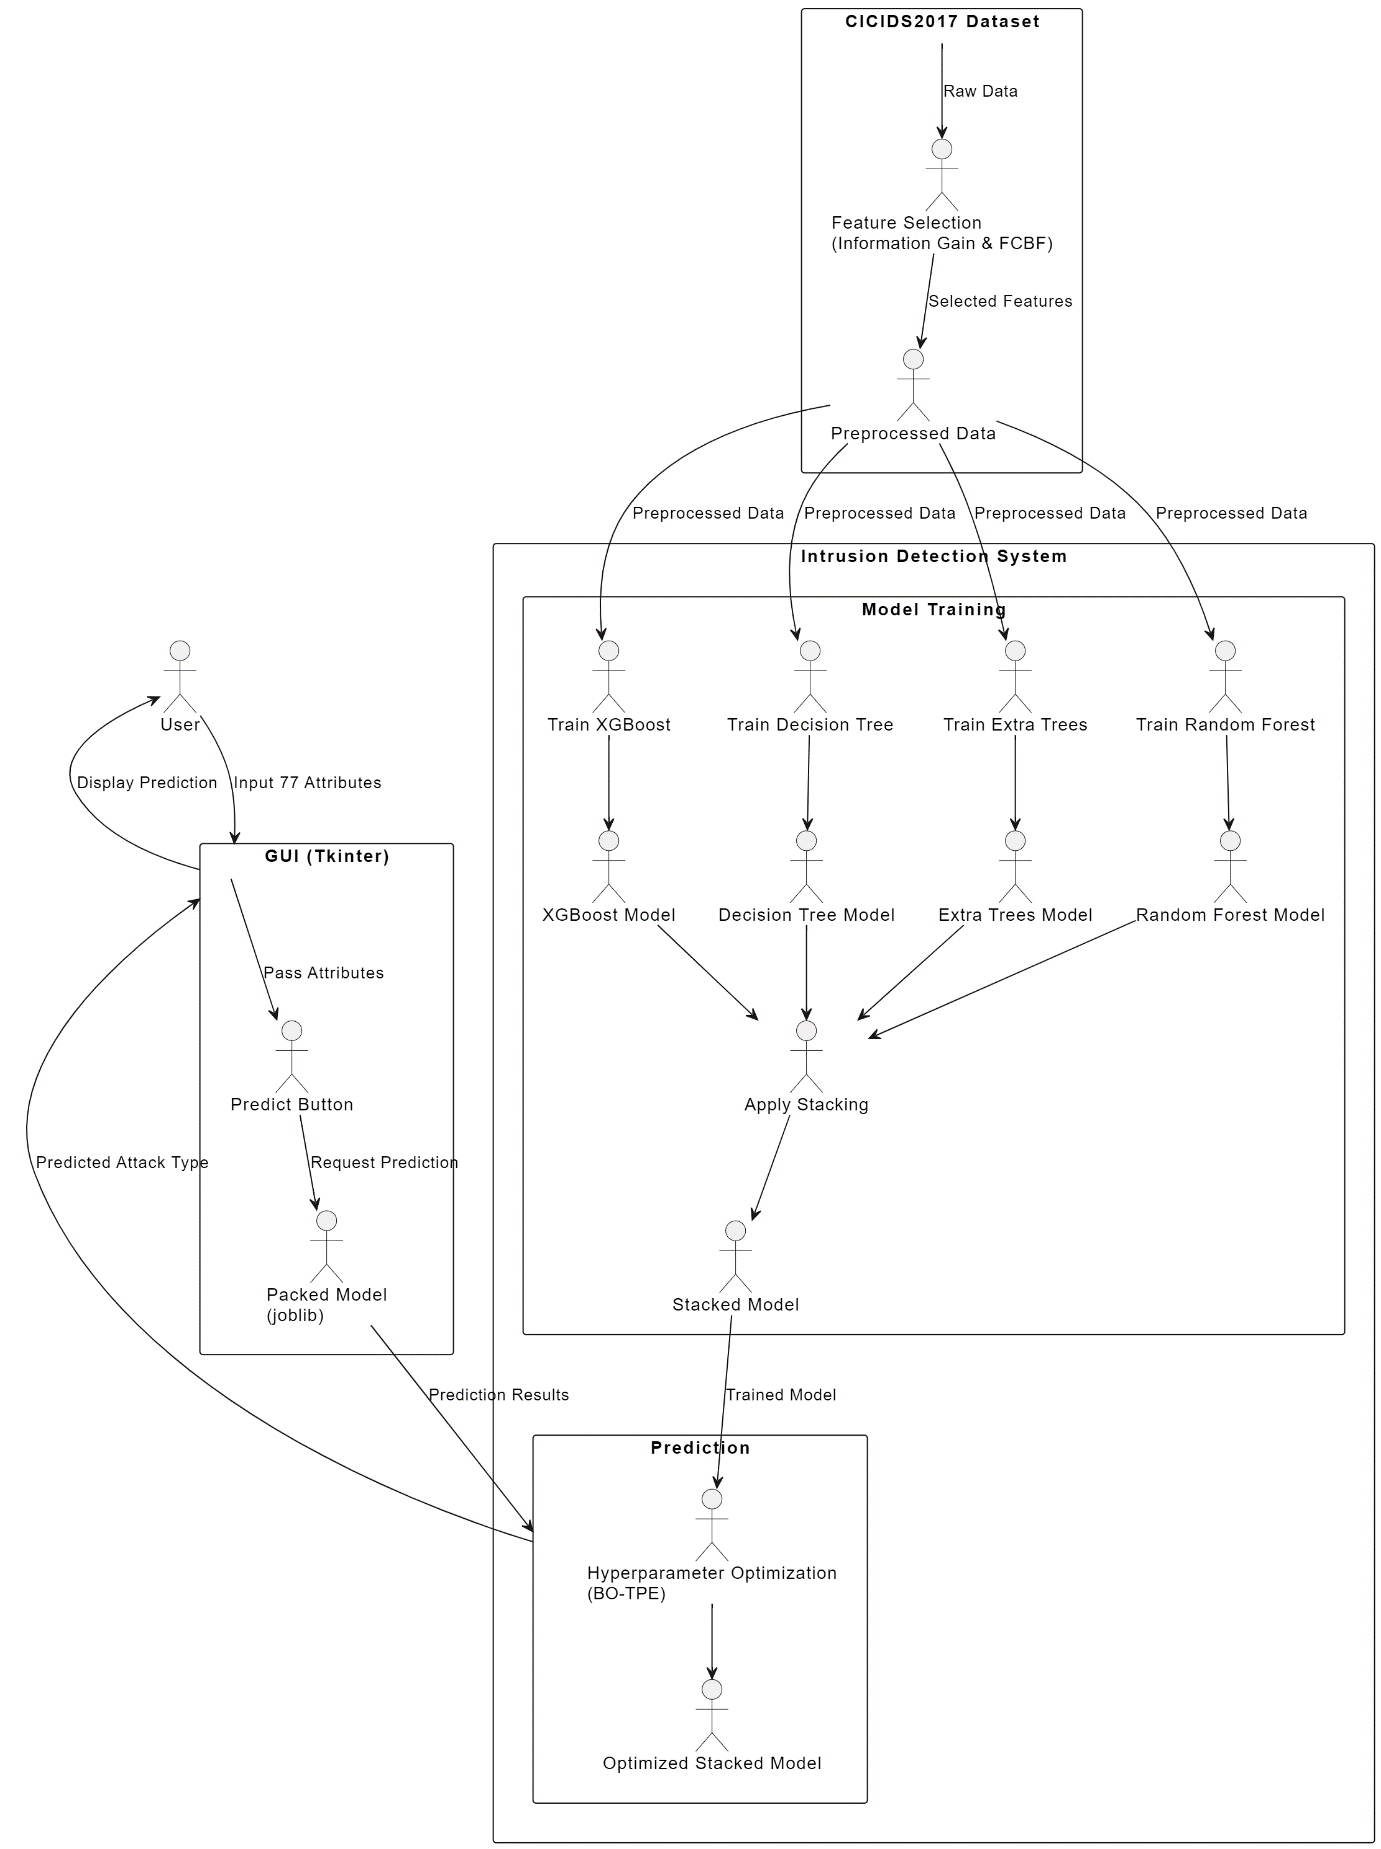 CICIDS2017 Dataset
Raw Data
Feature Selection
(Information Gain & FCBF)
Selected Features
Preprocessed Data
Preprocessed Data
Preprocessed Data
Preprocessed Data
Preprocessed Data
Intrusion Detection System
Model Training
Train XGBoost
Train Decision Tree
Train Extra Trees
Train Random Forest
User
Display Prediction
Input 77 Attributes
GUI (Tkinter)
XGBoost Model
Decision Tree Model
Extra Trees Model
Random Forest Model
Pass Attributes
Predict Button
Apply Stacking
Predicted Attack Type
Request Prediction
Packed Model
(joblib)
Stacked Model
Prediction Results
Trained Model
Prediction
Hyperparameter Optimization
(BO-TPE)
Optimized Stacked Model